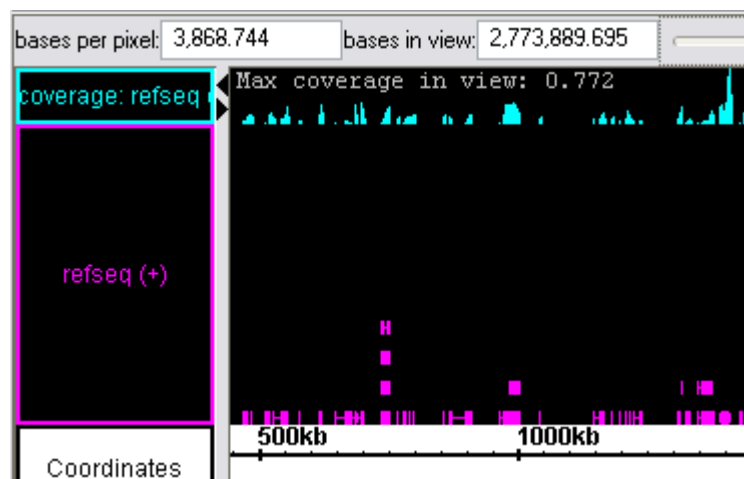 bases per pixel: 3,868.744 bases in view: 2,773,889.695
coverage: refseq
Max coverage in view: 0.772
refseq (+)
500kb 1000kb
Coordinates